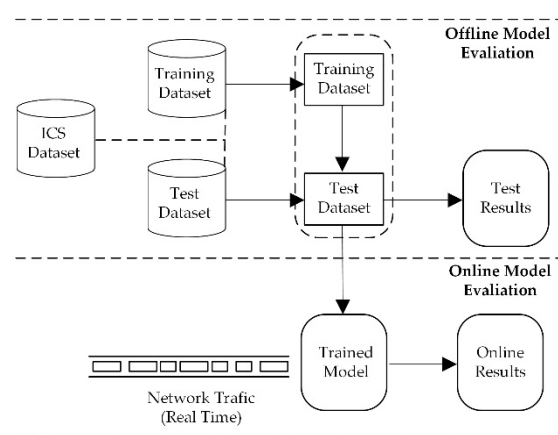 Offline Model
Evaliation
Training
Dataset
Training
Dataset
ICS
Dataset
Test
Dataset
Test
Dataset
Test
Results
Online Model
Evaluation
Trained
Model
Online
Results
Network Trafic
(Real Time)